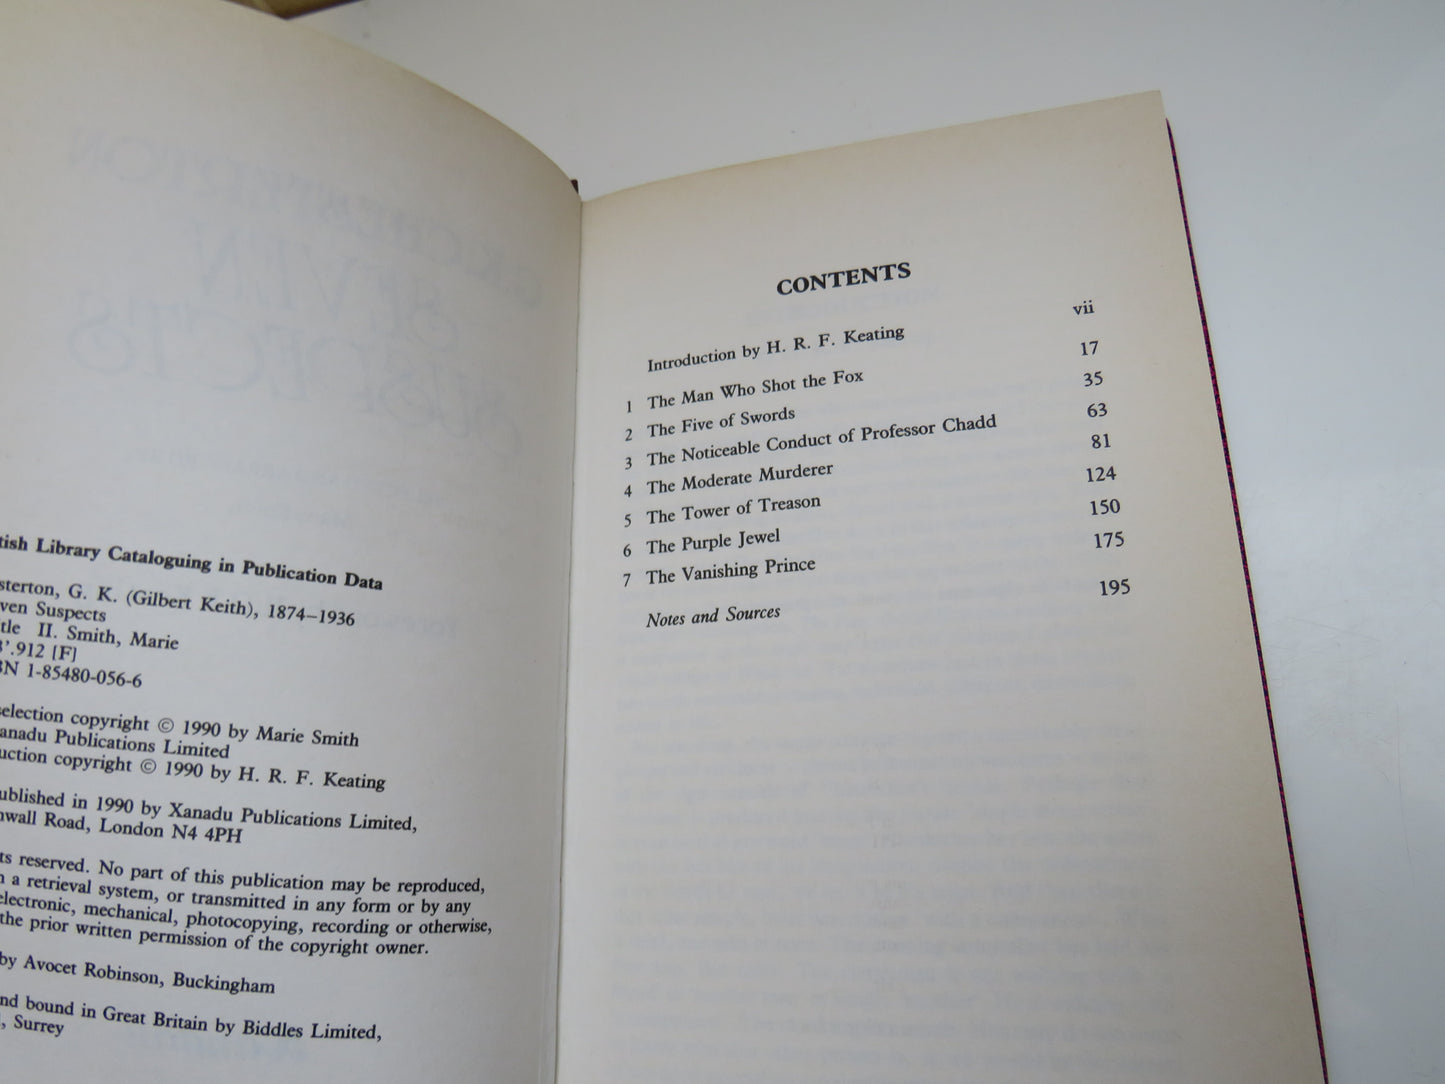 tish Library Cataloguing in Publication Data
sterton, G. K. (Gilbert Keith), 1874–1936
ven Suspects
tle II. Smith, Marie
3'.912 [F]
BN 1-85480-056-6
selection copyright © 1990 by Marie Smith
anadu Publications Limited
uction copyright © 1990 by H. R. F. Keating
ublished in 1990 by Xanadu Publications Limited,
nwall Road, London N4 4PH
ts reserved. No part of this publication may be reproduced,
n a retrieval system, or transmitted in any form or by any
electronic, mechanical, photocopying, recording or otherwise,
the prior written permission of the copyright owner.
by Avocet Robinson, Buckingham
nd bound in Great Britain by Biddles Limited,
, Surrey
CONTENTS
Introduction by H. R. F. Keating vii
1 The Man Who Shot the Fox 17
2 The Five of Swords 35
3 The Noticeable Conduct of Professor Chadd 63
4 The Moderate Murderer 81
5 The Tower of Treason 124
6 The Purple Jewel 150
7 The Vanishing Prince 175
Notes and Sources 195